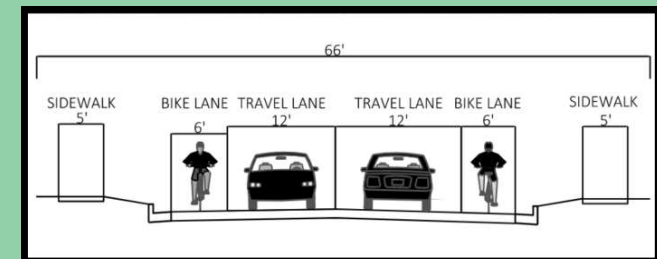 66'
SIDEWALK BIKE LANE TRAVEL LANE TRAVEL LANE BIKE LANE SIDEWALK
5' 6' 12' 12' 6' 5'